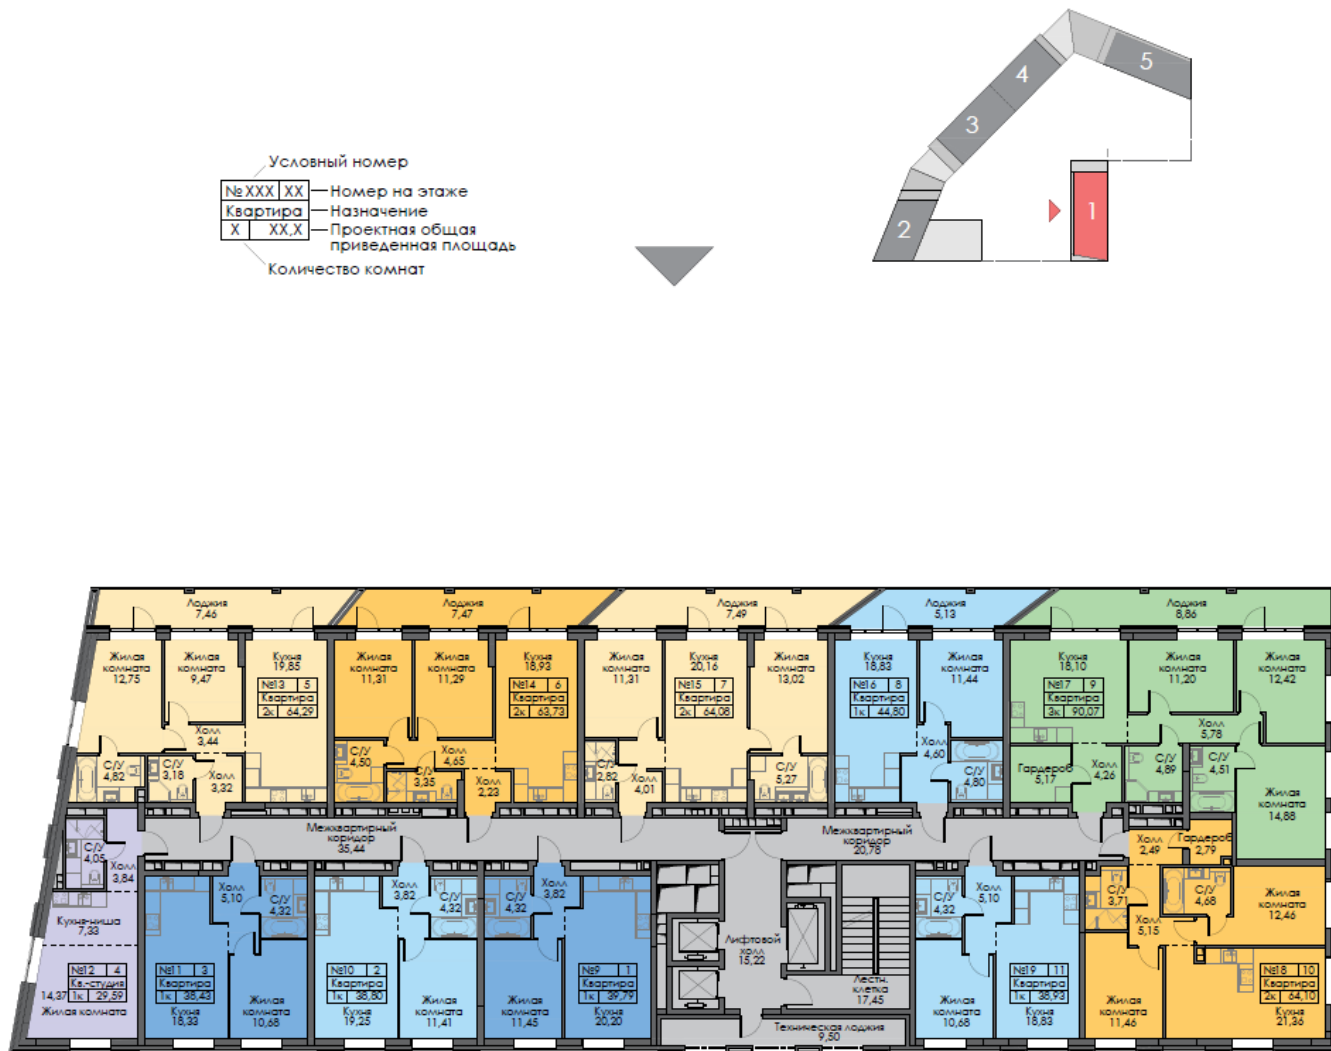 5
4
3
2
1
Условный номер
№XXX XX
Номер на этаже
Квартира
Назначение
X XX,X
Проектная общая
приведенная площадь
Количество комнат
Лоджия
7,46
Лоджия
7,47
Лоджия
7,49
Лоджия
5,13
Лоджия
8,86
Жилая
комната
12,75
Жилая
комната
9,47
Кухня
19,85
№13 5
Квартира
2к 64,29
Холл
3,44
С/У
4,82
С/У
3,18
Холл
3,32
Жилая
комната
11,31
Жилая
комната
11,29
Кухня
18,93
№14 6
Квартира
2к 63,73
С/У
4,50
Холл
4,65
С/У
3,35
Холл
2,23
Жилая
комната
11,31
Кухня
20,16
Жилая
комната
13,02
№15 7
Квартира
2к 64,08
С/У
2,82
Холл
4,01
С/У
5,27
Кухня
18,83
Жилая
комната
11,44
№16 8
Квартира
1к 44,80
Холл
4,60
С/У
4,80
Кухня
18,10
Жилая
комната
11,20
Жилая
комната
12,42
№17 9
Квартира
3к 90,07
Холл
5,78
Гардероб
5,17
Холл
4,26
С/У
4,89
С/У
4,51
Жилая
комната
14,88
Межквартирный
коридор
35,44
Межквартирный
коридор
20,78
С/У
4,05
Холл
3,84
Кухня-ниша
7,33
№12 4
Кв.-студия
1к 29,59
14,37
Жилая комната
Холл
5,10
С/У
4,32
№11 3
Квартира
1к 38,43
Кухня
18,33
Жилая
комната
10,68
Холл
3,82
С/У
4,32
№10 2
Квартира
1к 38,80
Кухня
19,25
Жилая
комната
11,41
С/У
4,32
Холл
3,82
№9 1
Квартира
1к 39,79
Жилая
комната
11,45
Кухня
20,20
Лифтовой
холл
15,22
Лестн.
клетка
17,45
Техническая лоджия
9,50
С/У
4,32
Холл
5,10
№19 11
Квартира
1к 38,93
Жилая
комната
10,68
Кухня
18,83
Холл
2,49
Гардероб
2,79
С/У
3,71
С/У
4,68
Холл
5,15
Жилая
комната
12,46
№18 10
Квартира
2к 64,10
Жилая
комната
11,46
Кухня
21,36